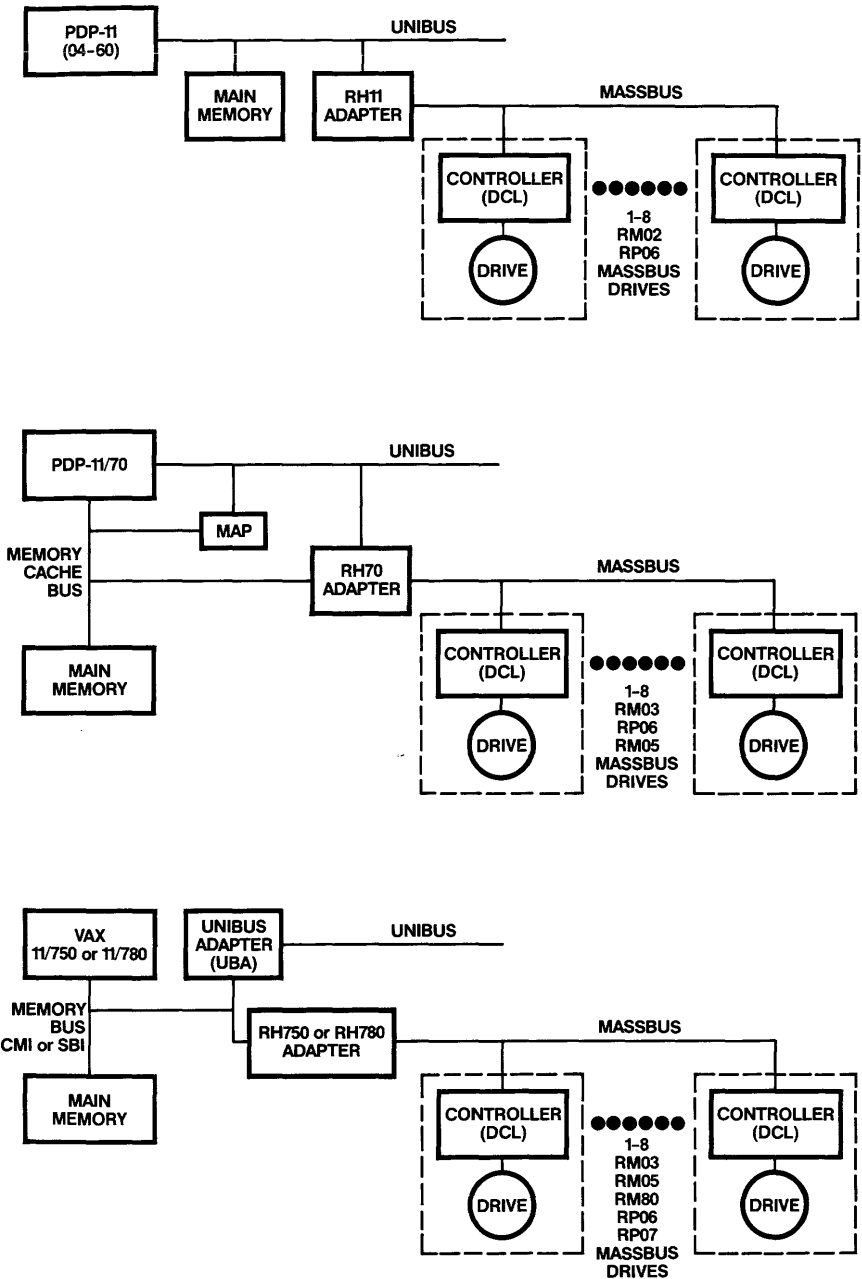 PDP-11
(04-60)
UNIBUS
MAIN
MEMORY
RH11
ADAPTER
MASSBUS
CONTROLLER
(DCL)
DRIVE
1-8
RM02
RP06
MASSBUS
DRIVES
CONTROLLER
(DCL)
DRIVE
PDP-11/70
UNIBUS
MAP
MEMORY
CACHE
BUS
RH70
ADAPTER
MASSBUS
MAIN
MEMORY
CONTROLLER
(DCL)
DRIVE
1-8
RM03
RP06
RM05
MASSBUS
DRIVES
CONTROLLER
(DCL)
DRIVE
VAX
11/750 or 11/780
UNIBUS
ADAPTER
(UBA)
UNIBUS
MEMORY
BUS
CMI or SBI
RH750 or RH780
ADAPTER
MASSBUS
MAIN
MEMORY
CONTROLLER
(DCL)
DRIVE
1-8
RM03
RM05
RM80
RP06
RP07
MASSBUS
DRIVES
CONTROLLER
(DCL)
DRIVE